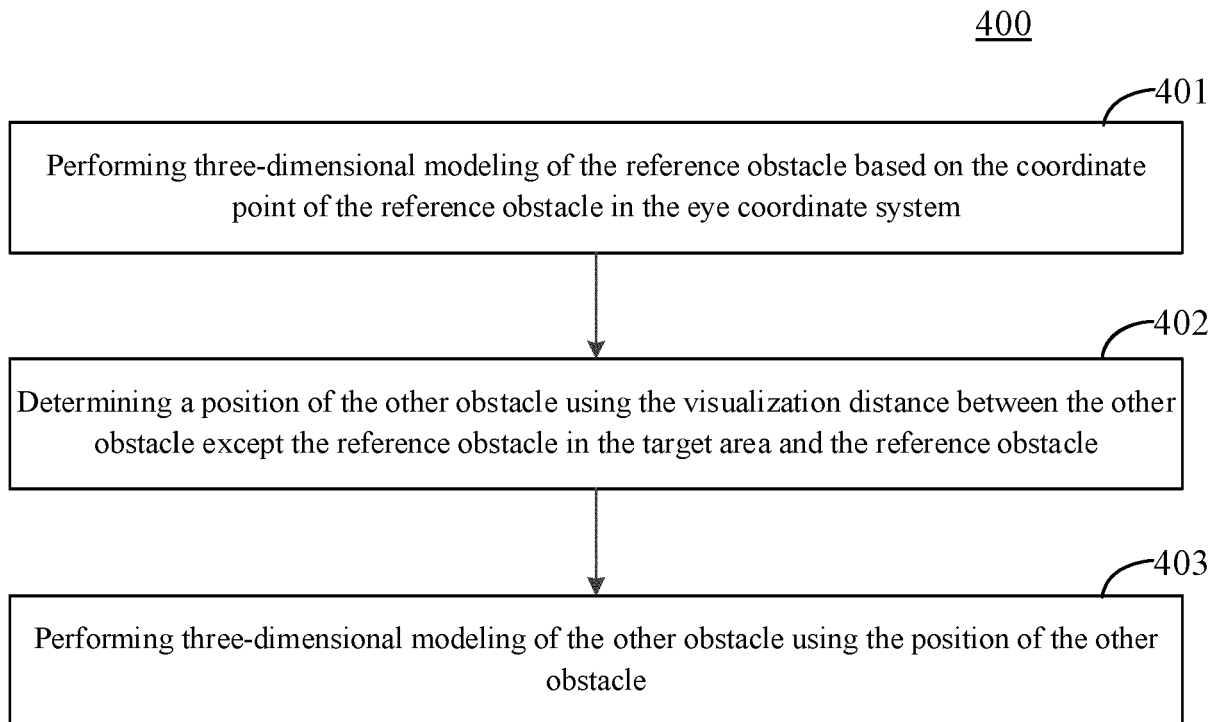 400
401
Performing three-dimensional modeling of the reference obstacle based on the coordinate
point of the reference obstacle in the eye coordinate system
402
Determining a position of the other obstacle using the visualization distance between the other
obstacle except the reference obstacle in the target area and the reference obstacle
403
Performing three-dimensional modeling of the other obstacle using the position of the other
obstacle